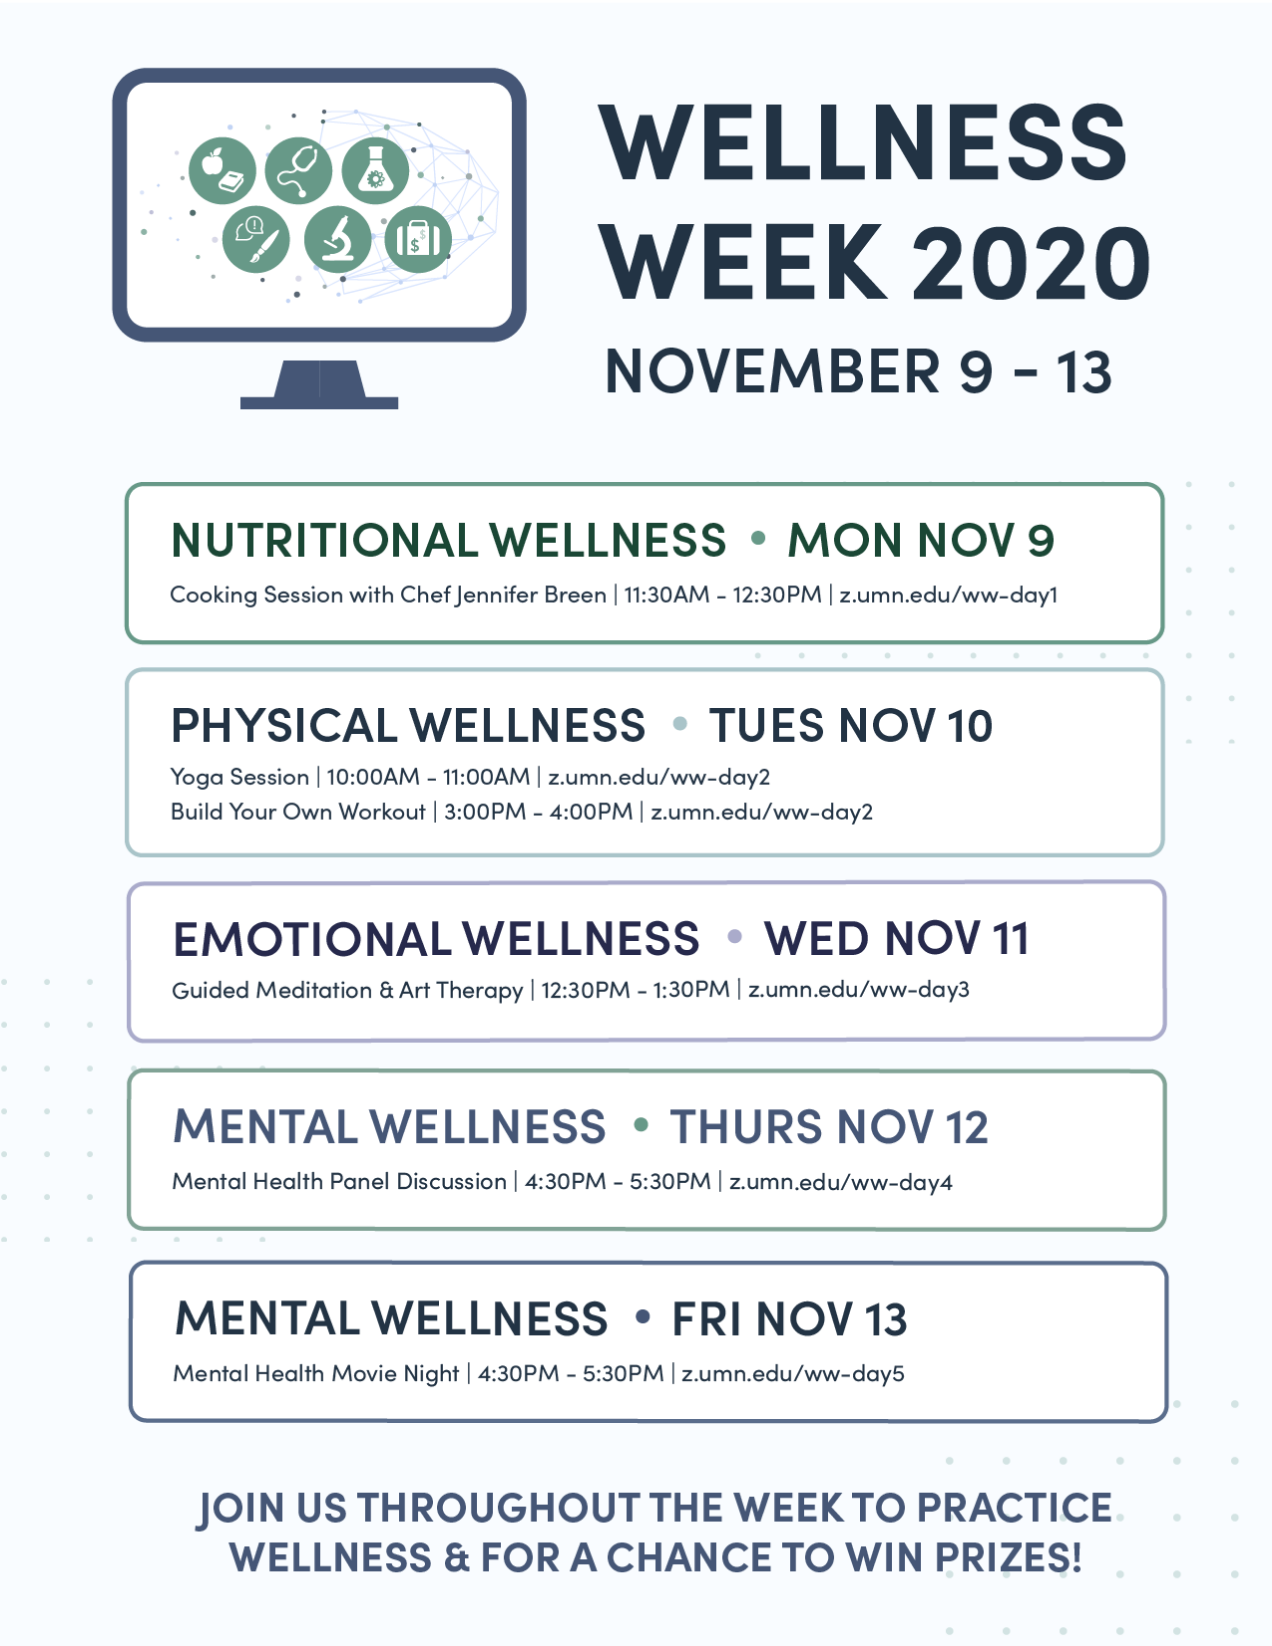 WELLNESS
WEEK 2020
NOVEMBER 9 - 13
NUTRITIONAL WELLNESS • MON NOV 9
Cooking Session with Chef Jennifer Breen | 11:30AM - 12:30PM | z.umn.edu/ww-day1
PHYSICAL WELLNESS • TUES NOV 10
Yoga Session | 10:00AM - 11:00AM | z.umn.edu/ww-day2
Build Your Own Workout | 3:00PM - 4:00PM | z.umn.edu/ww-day2
EMOTIONAL WELLNESS • WED NOV 11
Guided Meditation & Art Therapy | 12:30PM - 1:30PM | z.umn.edu/ww-day3
MENTAL WELLNESS • THURS NOV 12
Mental Health Panel Discussion | 4:30PM - 5:30PM | z.umn.edu/ww-day4
MENTAL WELLNESS • FRI NOV 13
Mental Health Movie Night | 4:30PM - 5:30PM | z.umn.edu/ww-day5
JOIN US THROUGHOUT THE WEEK TO PRACTICE
WELLNESS & FOR A CHANCE TO WIN PRIZES!